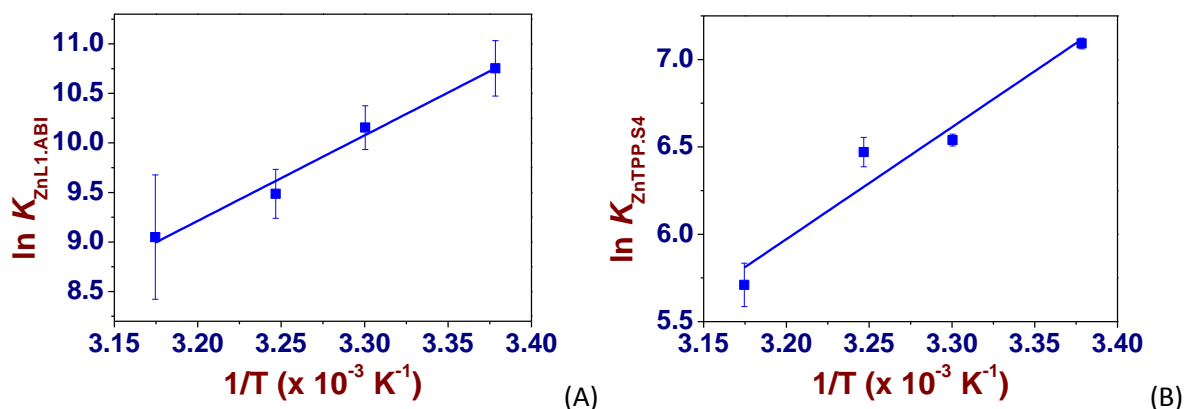 11.0
10.5
10.0
9.5
9.0
8.5
ln K ZnL1.ABI
3.15 3.20 3.25 3.30 3.35 3.40
1/T (x 10⁻³ K⁻¹)
(A)
7.0
6.5
6.0
5.5
ln K ZnTPP.S4
3.15 3.20 3.25 3.30 3.35 3.40
1/T (x 10⁻³ K⁻¹)
(B)